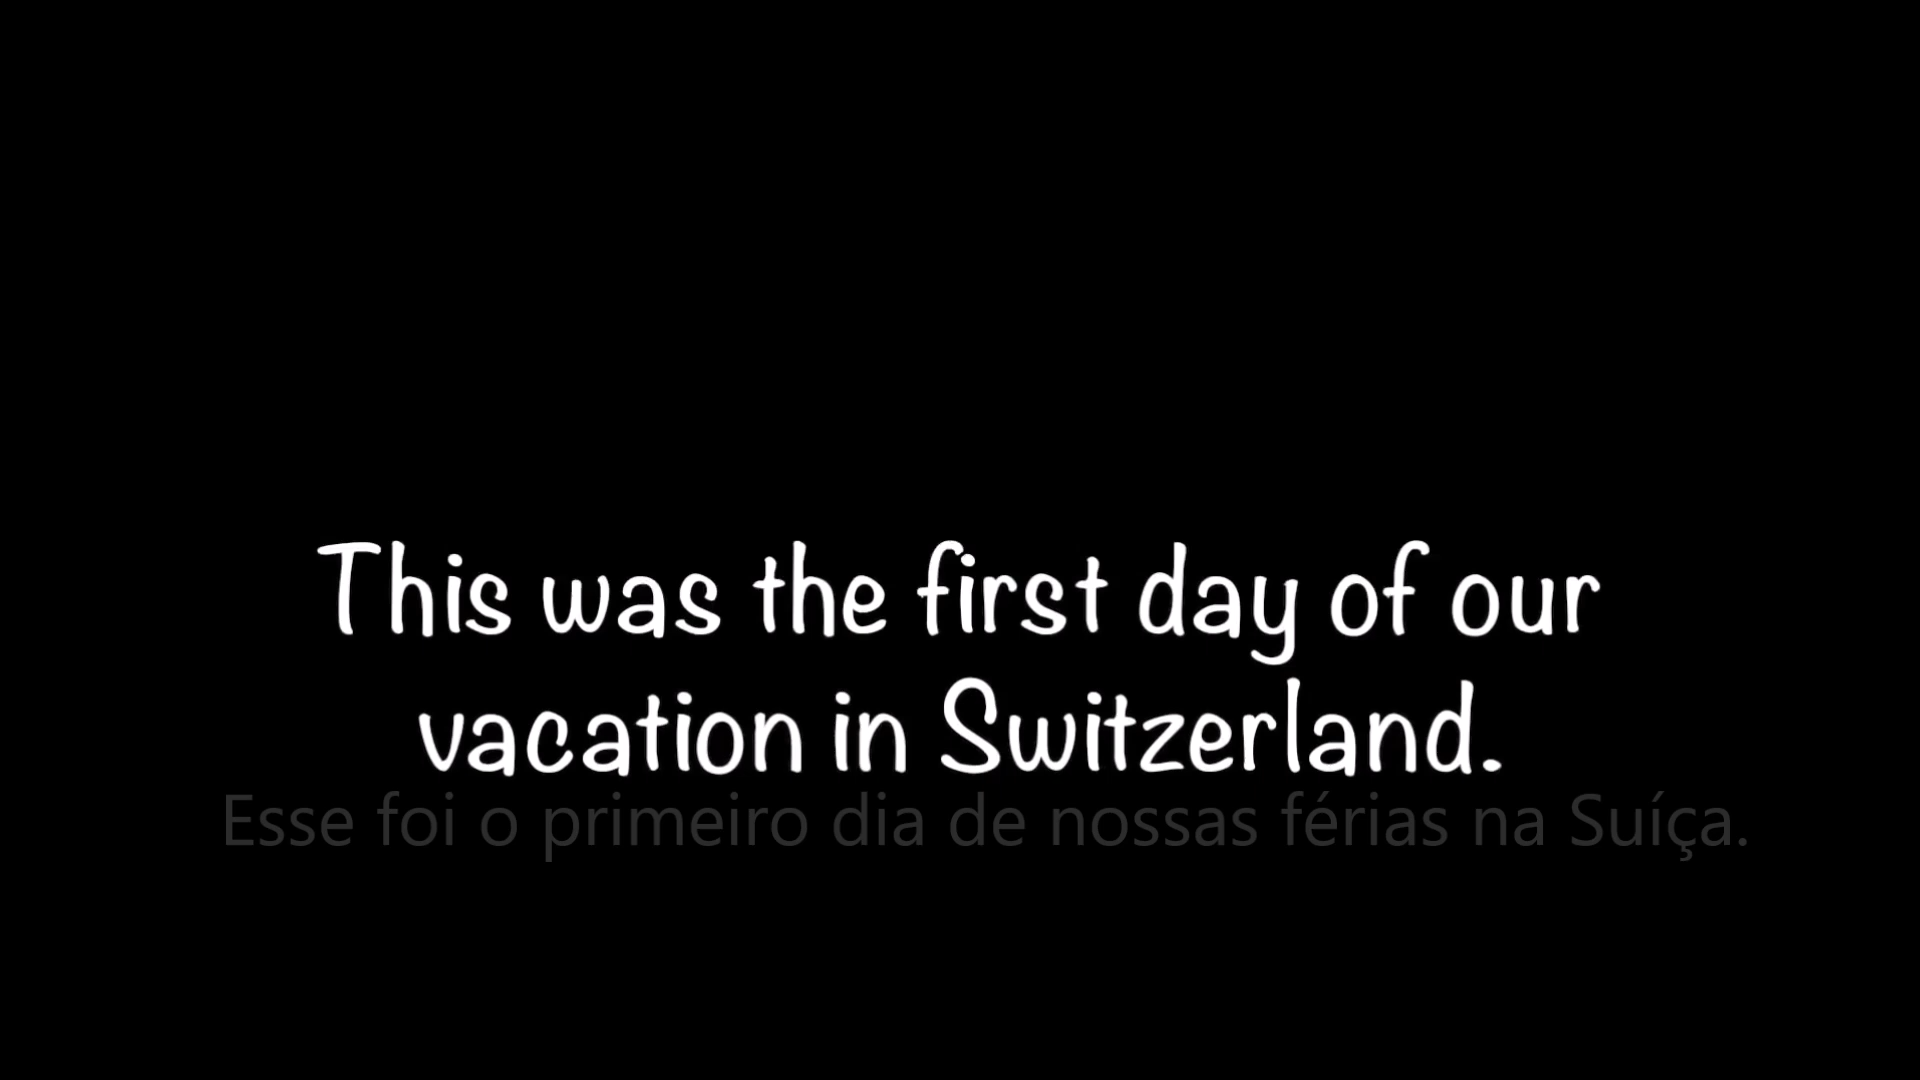 This was the first day of our
vacation in Switzerland.
Esse foi o primeiro dia de nossas férias na Suíça.